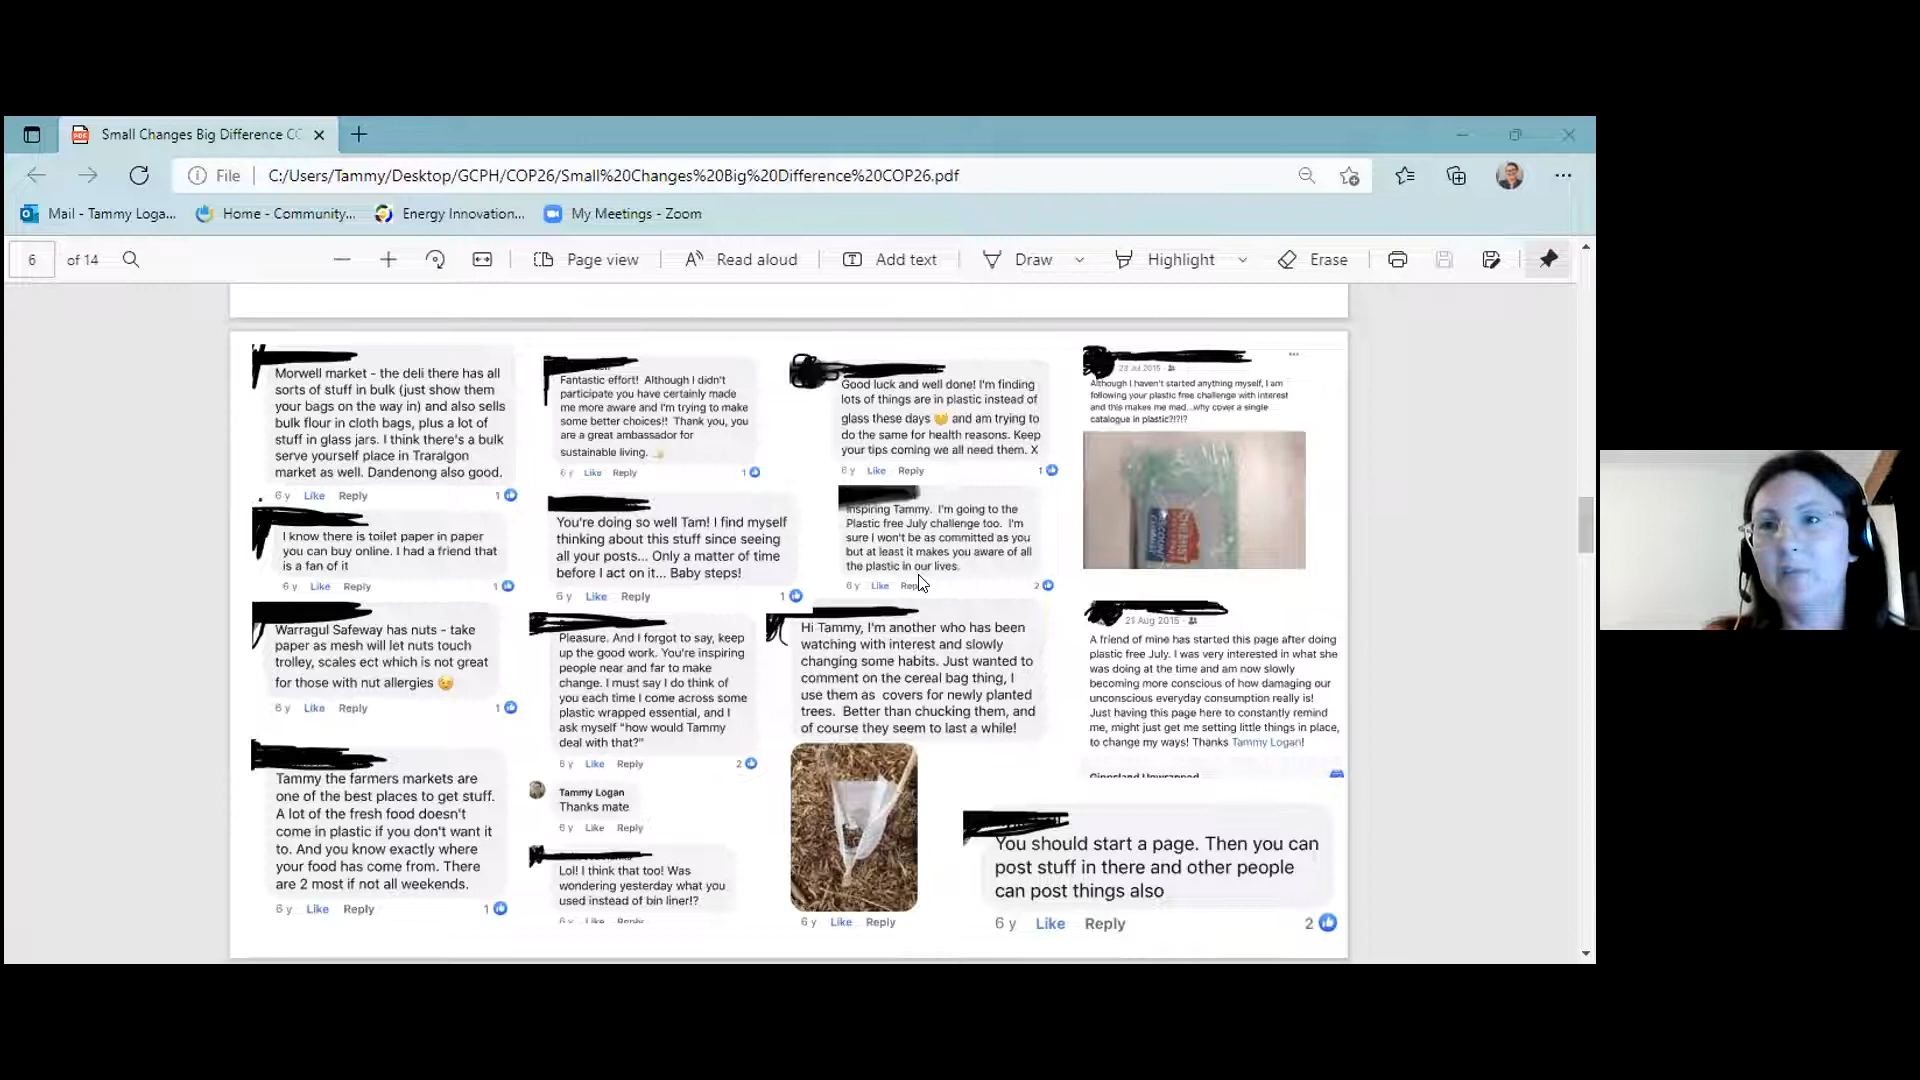 Small Changes Big Difference CC
File
C:/Users/Tammy/Desktop/GCPH/COP26/Small%20Changes%20Big%20Difference%20COP26.pdf
Mail - Tammy Loga...
Home - Community...
Energy Innovation...
My Meetings - Zoom
6 of 14
Page view
Read aloud
Add text
Draw
Highlight
Erase
Morwell market - the deli there has all
sorts of stuff in bulk (just show them
your bags on the way in) and also sells
bulk flour in cloth bags, plus a lot of
stuff in glass jars. I think there's a bulk
serve yourself place in Traralgon
market as well. Dandenong also good.
6 y Like Reply 1
I know there is toilet paper in paper
you can buy online. I had a friend that
is a fan of it
6 y Like Reply 1
Warragul Safeway has nuts - take
paper as mesh will let nuts touch
trolley, scales ect which is not great
for those with nut allergies 😉
6 y Like Reply 1
Tammy the farmers markets are
one of the best places to get stuff.
A lot of the fresh food doesn't
come in plastic if you don't want it
to. And you know exactly where
your food has come from. There
are 2 most if not all weekends.
6 y Like Reply 1
Fantastic effort! Although I didn't
participate you have certainly made
me more aware and I'm trying to make
some better choices!! Thank you, you
are a great ambassador for
sustainable living.
6 y Like Reply 1
You're doing so well Tam! I find myself
thinking about this stuff since seeing
all your posts... Only a matter of time
before I act on it... Baby steps!
6 y Like Reply 1
Pleasure. And I forgot to say, keep
up the good work. You're inspiring
people near and far to make
change. I must say I do think of
you each time I come across some
plastic wrapped essential, and I
ask myself "how would Tammy
deal with that?"
6 y Like Reply 2
Tammy Logan
Thanks mate
6 y Like Reply
Lol! I think that too! Was
wondering yesterday what you
used instead of bin liner!?
6 y Like Reply
Good luck and well done! I'm finding
lots of things are in plastic instead of
glass these days and am trying to
do the same for health reasons. Keep
your tips coming we all need them. X
6 y Like Reply 1
Inspiring Tammy. I'm going to the
Plastic free July challenge too. I'm
sure I won't be as committed as you
but at least it makes you aware of all
the plastic in our lives.
6 y Like Reply 2
Hi Tammy, I'm another who has been
watching with interest and slowly
changing some habits. Just wanted to
comment on the cereal bag thing, I
use them as covers for newly planted
trees. Better than chucking them, and
of course they seem to last a while!
6 y Like Reply
Jul 2015
Although I haven't started anything myself, I am
following your plastic free challenge with interest
and this makes me mad...why cover a single
catalogue in plastic?!?!?
21 Aug 2015
A friend of mine has started this page after doing
plastic free July. I was very interested in what she
was doing at the time and am now slowly
becoming more conscious of how damaging our
unconscious everyday consumption really is!
Just having this page here to constantly remind
me, might just get me setting little things in place,
to change my ways! Thanks Tammy Logan!
Gippsland Unwrapped
You should start a page. Then you can
post stuff in there and other people
can post things also
6 y Like Reply 2